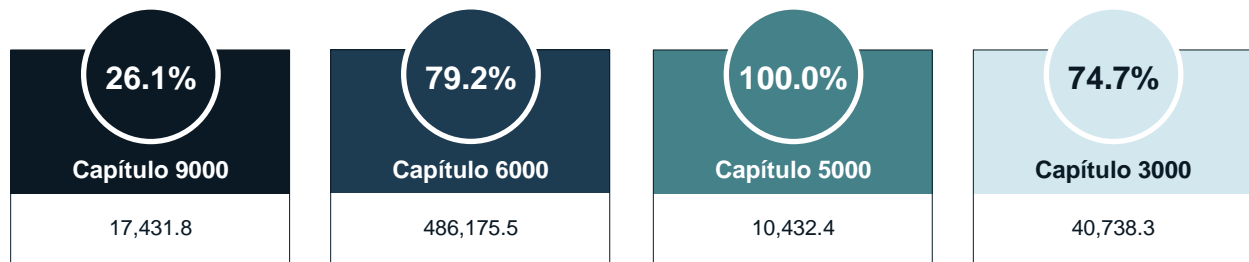 26.1%
Capítulo 9000
17,431.8
79.2%
Capítulo 6000
486,175.5
100.0%
Capítulo 5000
10,432.4
74.7%
Capítulo 3000
40,738.3